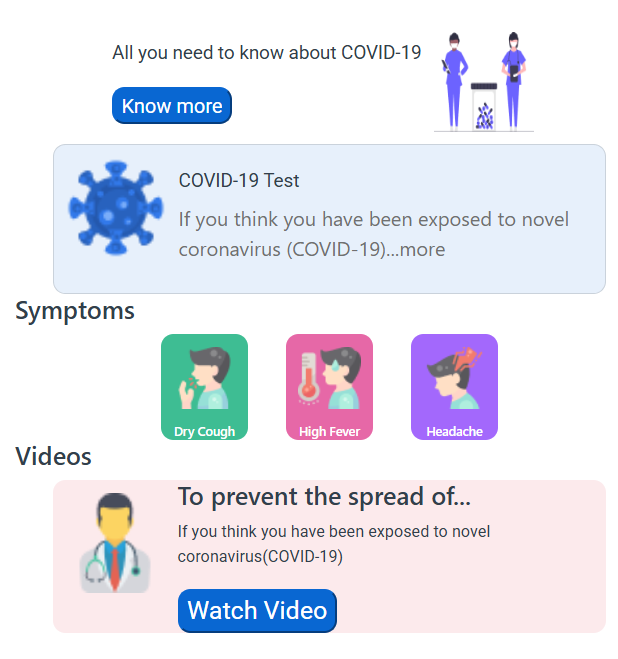 All you need to know about COVID-19
Know more
COVID-19 Test
If you think you have been exposed to novel
coronavirus (COVID-19)...more
Symptoms
Dry Cough
High Fever
Headache
Videos
To prevent the spread of...
If you think you have been exposed to novel
coronavirus(COVID-19)
Watch Video